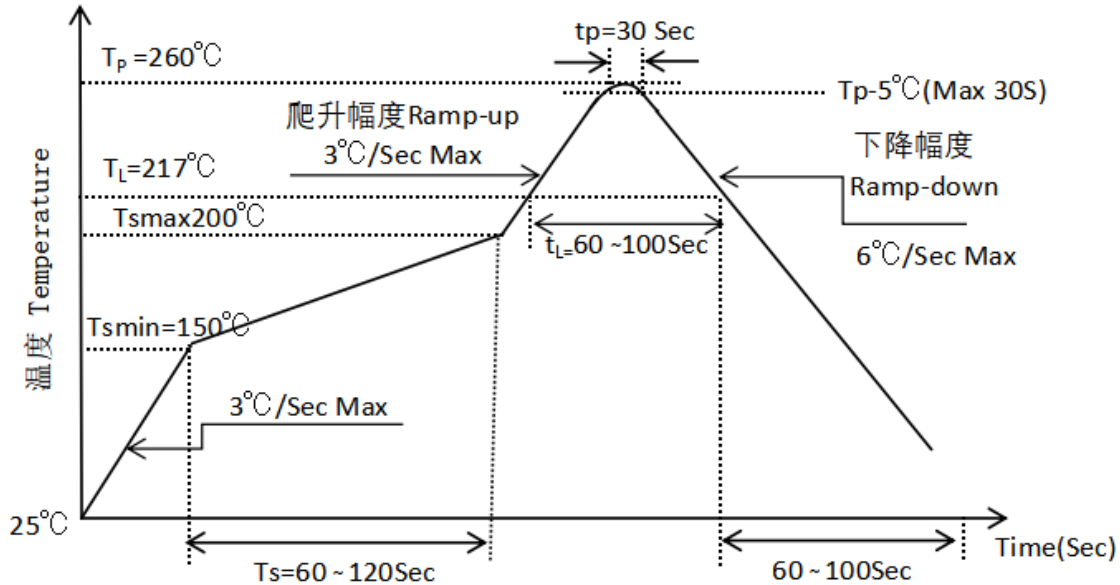 tp=30 Sec
TP =260℃
Tp-5℃(Max 30S)
爬升幅度Ramp-up
3℃/Sec Max
下降幅度
Ramp-down
6℃/Sec Max
TL=217℃
Tsmax200℃
tL=60 ~100Sec
Tsmin=150℃
3℃/Sec Max
温度 Temperature
25℃
Time(Sec)
Ts=60 ~ 120Sec
60 ~ 100Sec